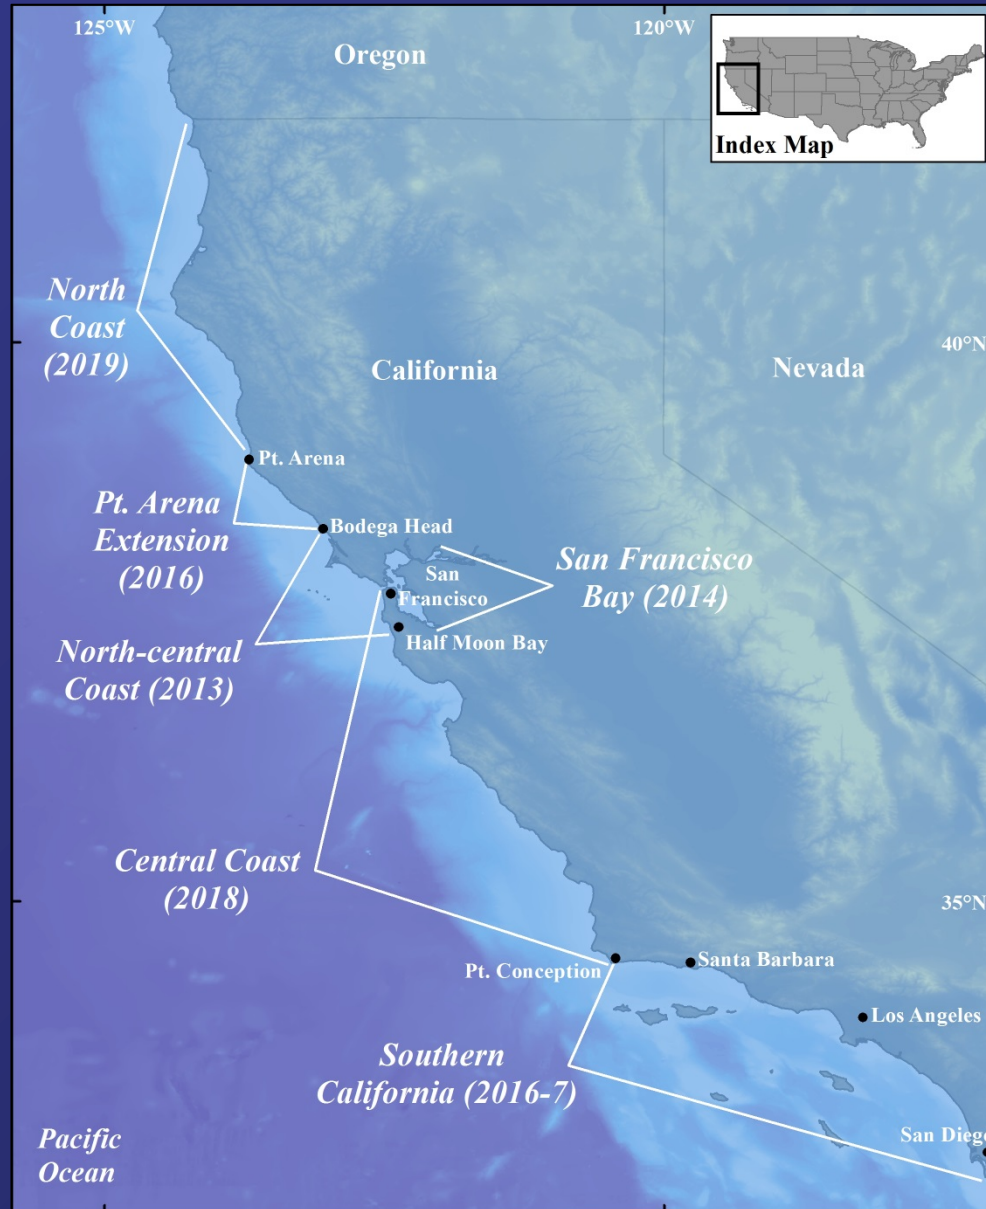 125°W
120°W
Oregon
Index Map
North
Coast
(2019)
40°N
California
Nevada
Pt. Arena
Pt. Arena
Extension
(2016)
Bodega Head
San
Francisco
San Francisco
Bay (2014)
Half Moon Bay
North-central
Coast (2013)
Central Coast
(2018)
35°N
Pt. Conception
Santa Barbara
Los Angeles
Southern
California (2016-7)
San Diego
Pacific
Ocean